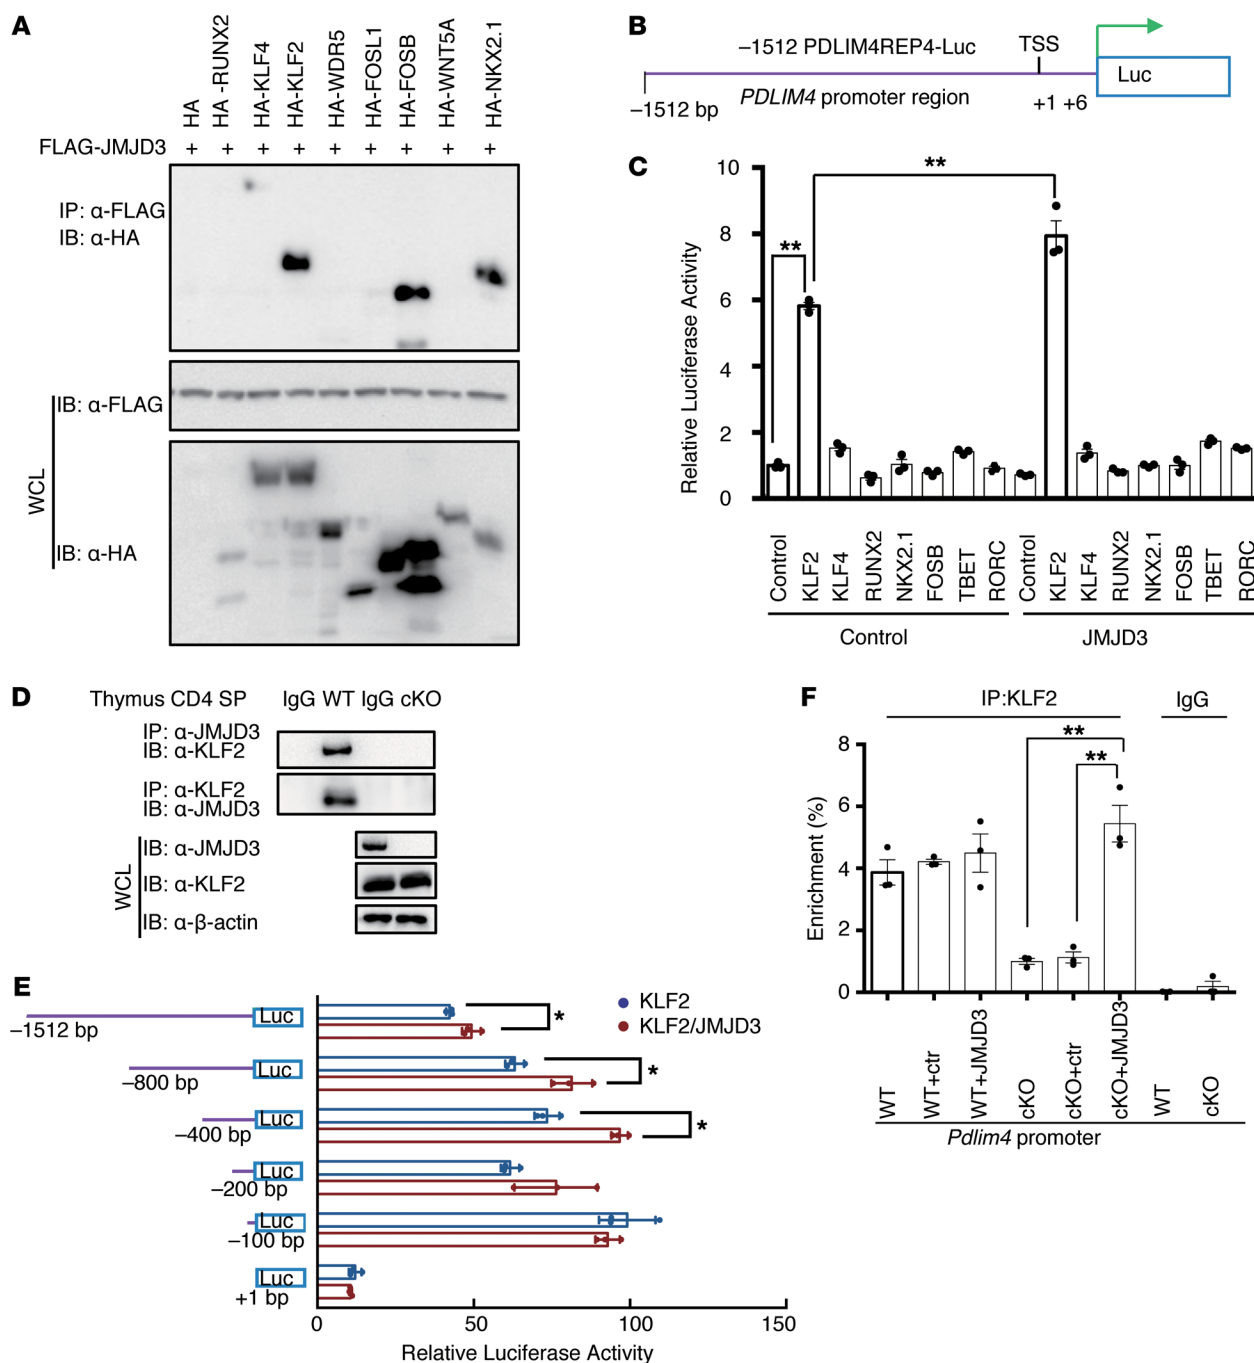 A
HA
HA -RUNX2
HA-KLF4
HA-KLF2
HA-WDR5
HA-FOSL1
HA-FOSB
HA-WNT5A
HA-NKX2.1
FLAG-JMJD3 + + + + + + + + +
IP: α-FLAG
IB: α-HA
IB: α-FLAG
WCL
IB: α-HA
B
−1512 PDLIM4REP4-Luc
TSS
Luc
−1512 bp
PDLIM4 promoter region
+1 +6
C
**
**
Relative Luciferase Activity
10
8
6
4
2
0
Control
KLF2
KLF4
RUNX2
NKX2.1
FOSB
TBET
RORC
Control
KLF2
KLF4
RUNX2
NKX2.1
FOSB
TBET
RORC
Control
JMJD3
D
Thymus CD4 SP IgG WT IgG cKO
IP: α-JMJD3
IB: α-KLF2
IP: α-KLF2
IB: α-JMJD3
WCL
IB: α-JMJD3
IB: α-KLF2
IB: α-β-actin
E
KLF2
KLF2/JMJD3
Luc
−1512 bp
*
Luc
−800 bp
*
Luc
−400 bp
*
Luc
−200 bp
Luc
−100 bp
Luc
+1 bp
0 50 100 150
Relative Luciferase Activity
F
IP:KLF2
IgG
**
**
Enrichment (%)
8
6
4
2
0
WT
WT+ctr
WT+JMJD3
cKO
cKO+ctr
cKO+JMJD3
WT
cKO
Pdlim4 promoter